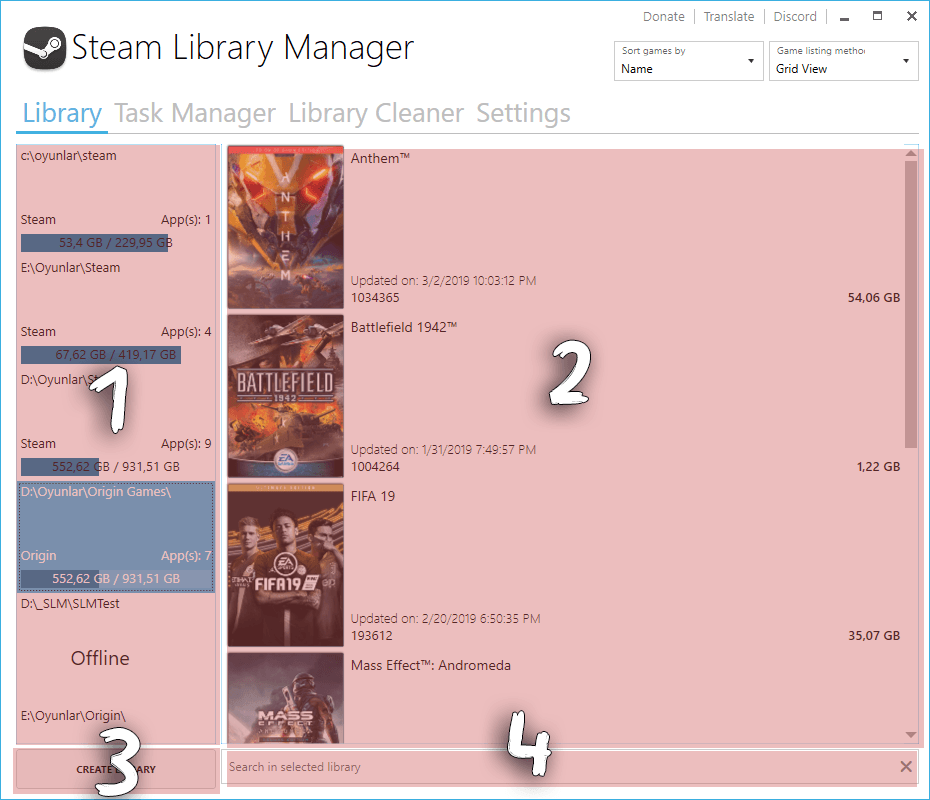 Donate Translate Discord
Steam Library Manager
Sort games by
Name
Game listing metho
Grid View
Library Task Manager Library Cleaner Settings
c:\oyunlar\steam
Steam App(s): 1
53,4 GB / 229,95 GB
E:\Oyunlar\Steam
Steam App(s): 4
67,62 GB / 419,17 GB
D:\Oyunlar\St
1
Steam App(s): 9
552,62 GB / 931,51 GB
D:\Oyunlar\Origin Games\
Origin App(s): 7
552,62 GB / 931,51 GB
D:\_SLM\SLMTest
Offline
E:\Oyunlar\Origin\
3
CREATE LIBRARY
ANTHEM
Anthem™
Updated on: 3/2/2019 10:03:12 PM
1034365 54,06 GB
BATTLEFIELD
1942
EA
Battlefield 1942™
2
Updated on: 1/31/2019 7:49:57 PM
1004264 1,22 GB
EA SPORTS
FIFA19
FIFA 19
Updated on: 2/20/2019 6:50:35 PM
193612 35,07 GB
MASS
EFFECT
Mass Effect™: Andromeda
4
Search in selected library